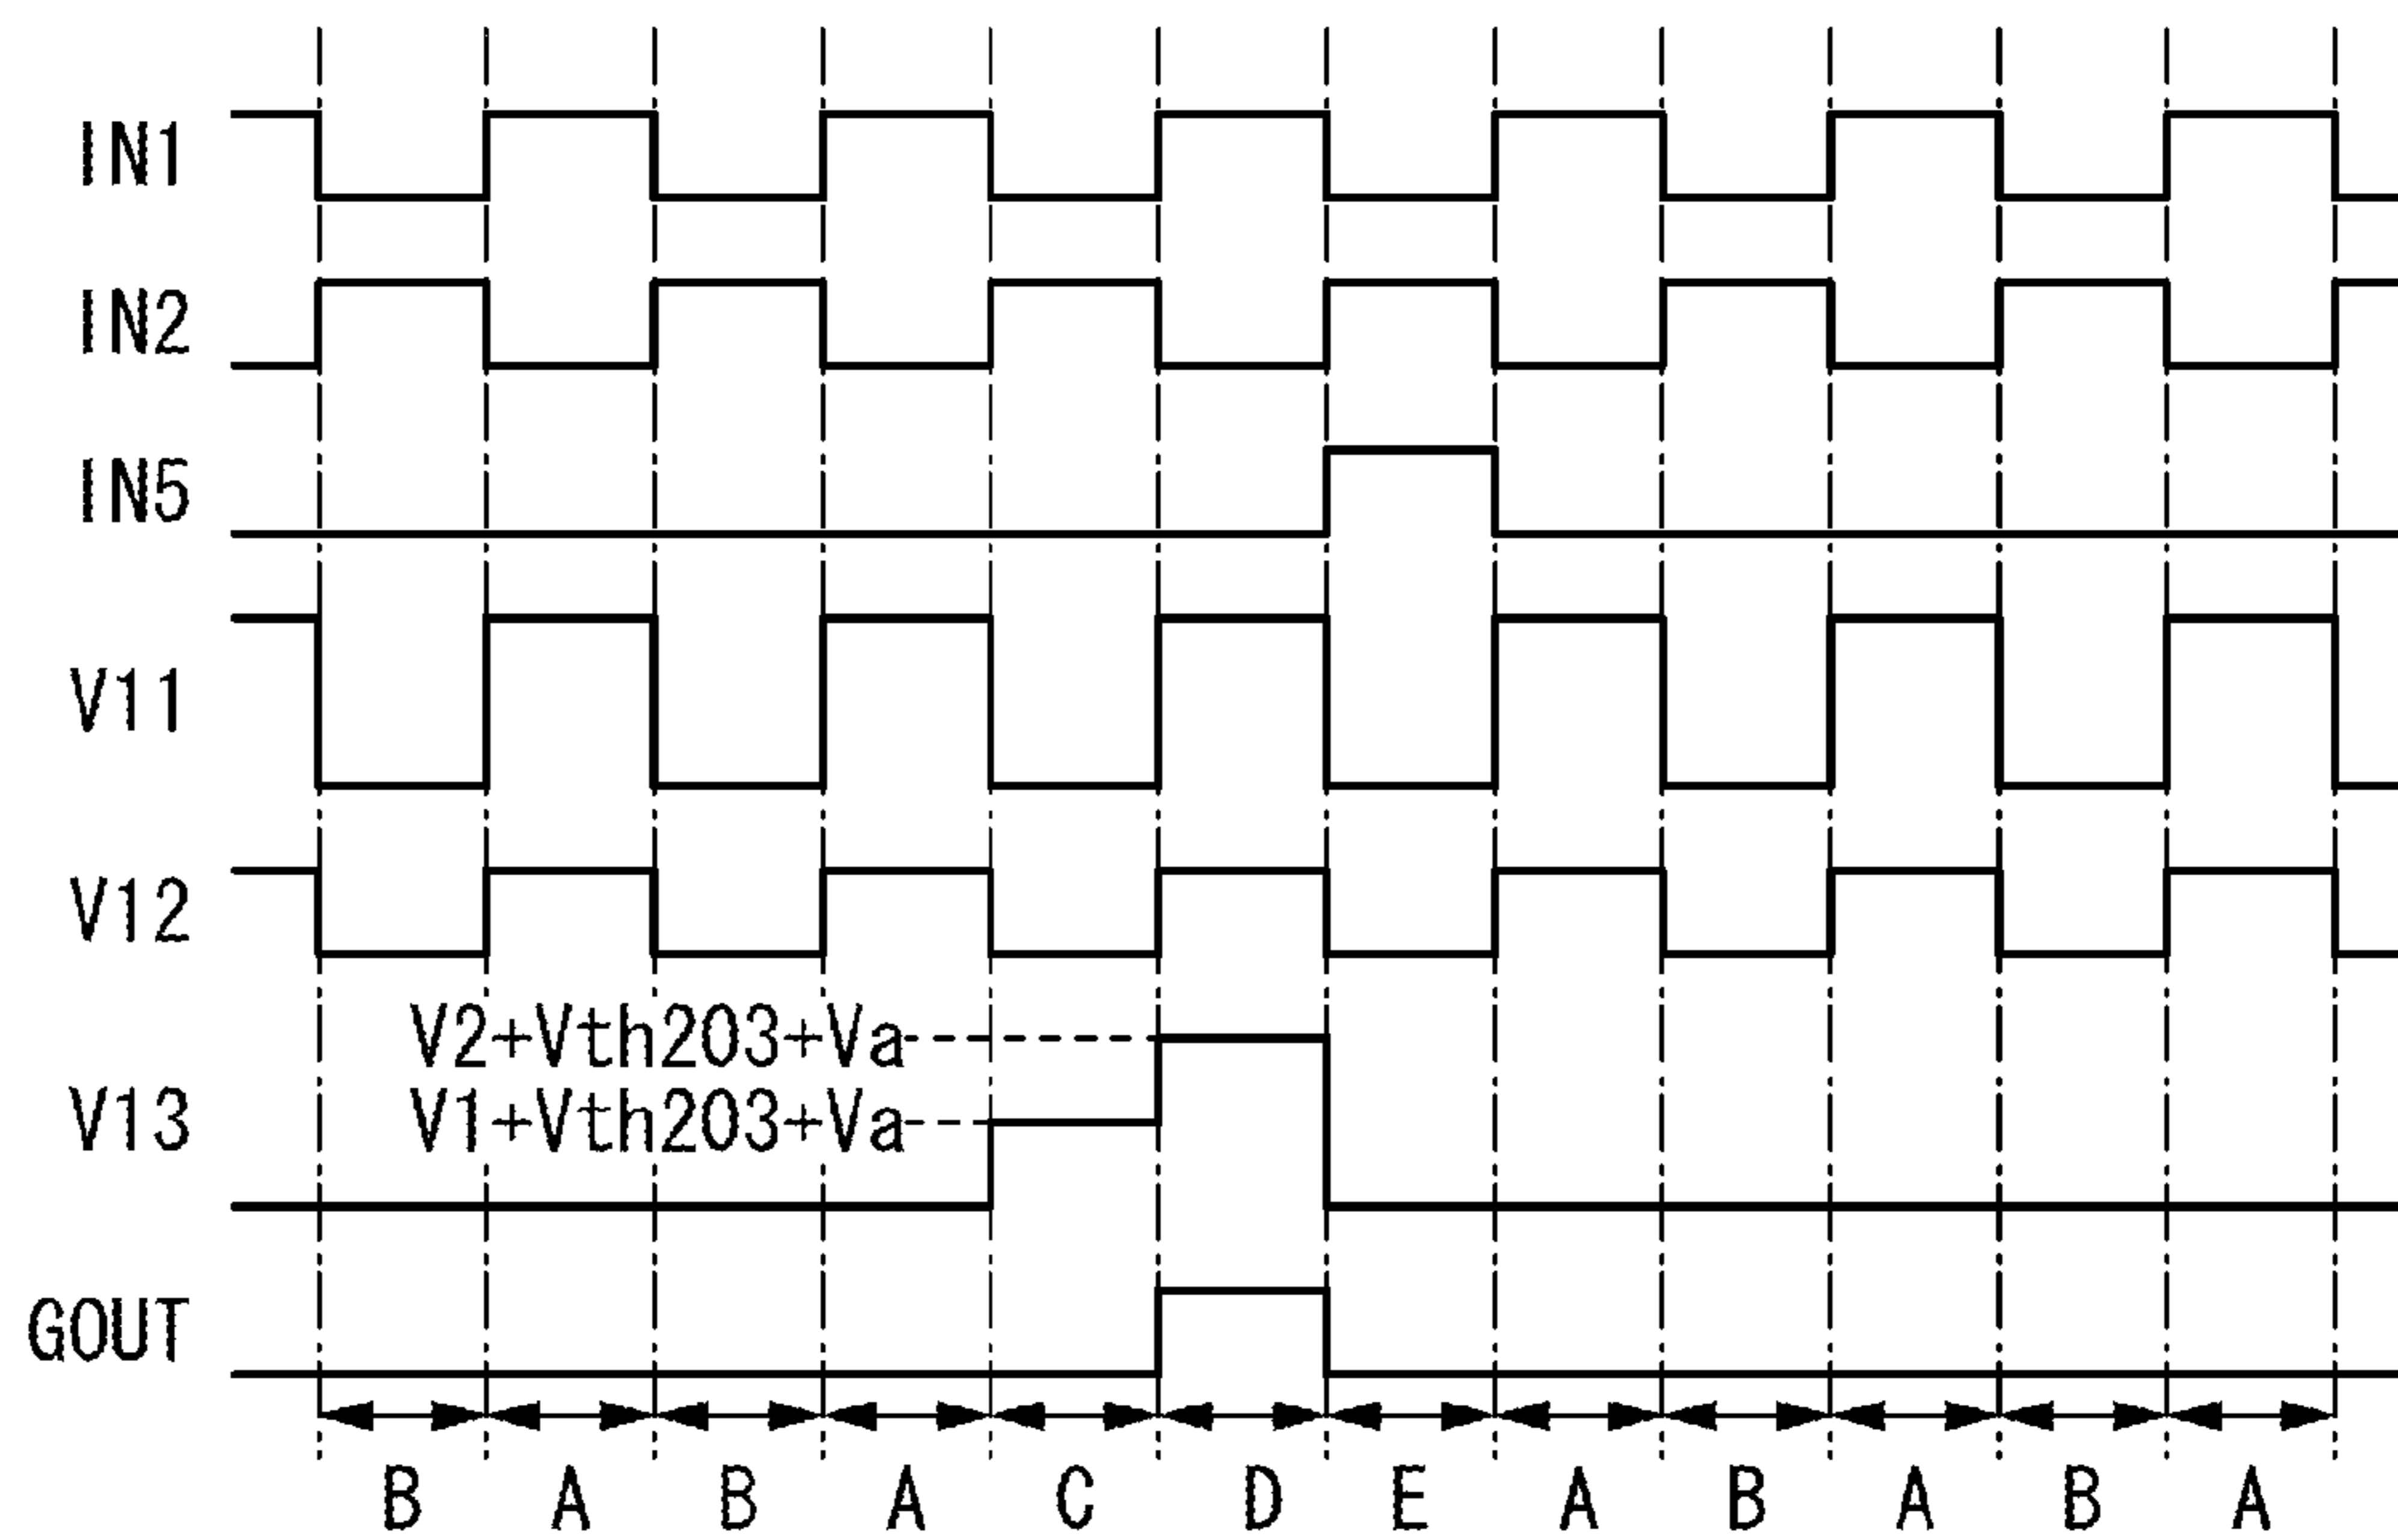 IN1
IN2
IN5
V11
V12
V2+Vth203+Va
V13
V1+Vth203+Va
GOUT
B A B A C D E A B A B A